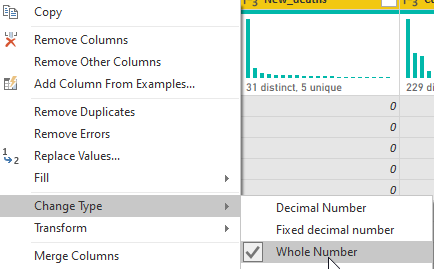 Copy
Remove Columns
Remove Other Columns
Add Column From Examples...
Remove Duplicates
Remove Errors
1 2 Replace Values...
Fill
Change Type
Transform
Merge Columns
New_deaths
31 distinct, 5 unique
229 di
0
0
0
0
0
Decimal Number
Fixed decimal number
Whole Number